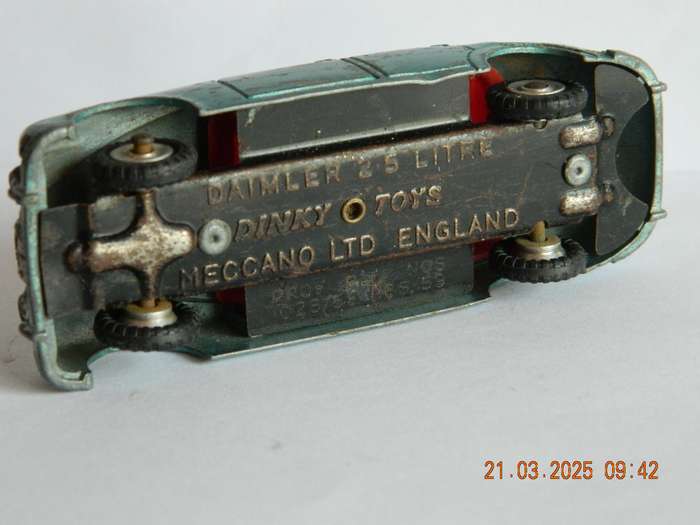 DAIMLER 2.5 LITRE
DINKY TOYS
MECCANO LTD ENGLAND
21.03.2025 09:42